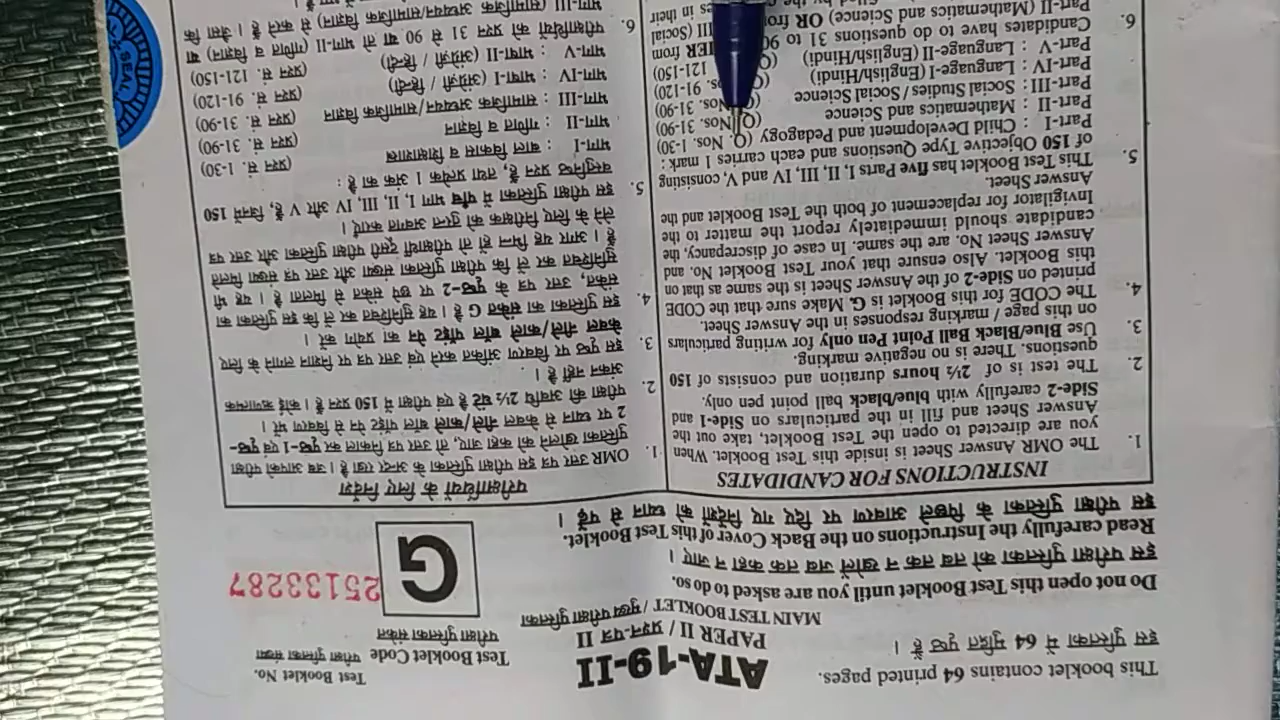 This booklet contains 64 printed pages.
इस पुस्तिका में 64 मुद्रित पृष्ठ हैं ।
ATA-19-II
PAPER II / प्रश्न-पत्र II
MAIN TEST BOOKLET / मुख्य परीक्षा पुस्तिका
Test Booklet Code
परीक्षा पुस्तिका संकेत
G
Test Booklet No.
परीक्षा पुस्तिका संख्या
25133287
Do not open this Test Booklet until you are asked to do so.
इस परीक्षा पुस्तिका को तब तक न खोलें जब तक कहा न जाए ।
Read carefully the Instructions on the Back Cover of this Test Booklet.
इस परीक्षा पुस्तिका के पिछले आवरण पर दिए गए निर्देशों को ध्यान से पढ़ें ।
INSTRUCTIONS FOR CANDIDATES
1. The OMR Answer Sheet is inside this Test Booklet. When
you are directed to open the Test Booklet, take out the
Answer Sheet and fill in the particulars on Side-1 and
Side-2 carefully with blue/black ball point pen only.
2. The test is of 2½ hours duration and consists of 150
questions. There is no negative marking.
3. Use Blue/Black Ball Point Pen only for writing particulars
on this page / marking responses in the Answer Sheet.
4. The CODE for this Booklet is G. Make sure that the CODE
printed on Side-2 of the Answer Sheet is the same as that on
this Booklet. Also ensure that your Test Booklet No. and
Answer Sheet No. are the same. In case of discrepancy, the
candidate should immediately report the matter to the
Invigilator for replacement of both the Test Booklet and the
Answer Sheet.
5. This Test Booklet has five Parts I, II, III, IV and V, consisting
of 150 Objective Type Questions and each carries 1 mark :
Part-I : Child Development and Pedagogy (Q. Nos. 1-30)
Part-II : Mathematics and Science (Q. Nos. 31-90)
Part-III : Social Studies / Social Science (Q. Nos. 31-90)
Part-IV : Language-I (English/Hindi) os. 91-120)
Part-V : Language-II (English/Hindi) 121-150)
6. Candidates have to do questions 31 to 90 from
Part-II (Mathematics and Science) OR from III (Social
es in their
परीक्षार्थियों के लिए निर्देश
1. OMR उत्तर पत्र इस परीक्षा पुस्तिका के अन्दर रखा है । जब आपको परीक्षा
पुस्तिका खोलने को कहा जाए, तो उत्तर पत्र निकाल कर पृष्ठ-1 एवं पृष्ठ-
2 पर ध्यान से केवल नीले/काले बॉल पॉइंट पेन से विवरण भरें ।
2. परीक्षा की अवधि 2½ घंटे है एवं परीक्षा में 150 प्रश्न हैं । कोई ऋणात्मक
अंकन नहीं है ।
3. इस पृष्ठ पर विवरण अंकित करने एवं उत्तर पत्र पर निशान लगाने के लिए
केवल नीले/काले बॉल पॉइंट पेन का प्रयोग करें ।
4. इस पुस्तिका का संकेत G है । यह सुनिश्चित कर लें कि इस पुस्तिका का
संकेत, उत्तर पत्र के पृष्ठ-2 पर छपे संकेत से मिलता है । यह भी
सुनिश्चित कर लें कि परीक्षा पुस्तिका संख्या और उत्तर पत्र संख्या मिलते
हैं । अगर यह भिन्न हों तो परीक्षार्थी दूसरी परीक्षा पुस्तिका और उत्तर पत्र
लेने के लिए निरीक्षक को तुरन्त अवगत कराएँ ।
5. इस परीक्षा पुस्तिका में पाँच भाग I, II, III, IV और V हैं, जिनमें 150
वस्तुनिष्ठ प्रश्न हैं, तथा प्रत्येक 1 अंक का है :
भाग-I : बाल विकास व शिक्षाशास्त्र (प्रश्न सं. 1-30)
भाग-II : गणित व विज्ञान (प्रश्न सं. 31-90)
भाग-III : सामाजिक अध्ययन/सामाजिक विज्ञान (प्रश्न सं. 31-90)
भाग-IV : भाषा-I (अंग्रेज़ी / हिन्दी) (प्रश्न सं. 91-120)
भाग-V : भाषा-II (अंग्रेज़ी / हिन्दी) (प्रश्न सं. 121-150)
6. परीक्षार्थियों को प्रश्न 31 से 90 या तो भाग-II (गणित व विज्ञान) या
भाग-III (सामाजिक अध्ययन/सामाजिक विज्ञान) से करने हैं ।
SEAL